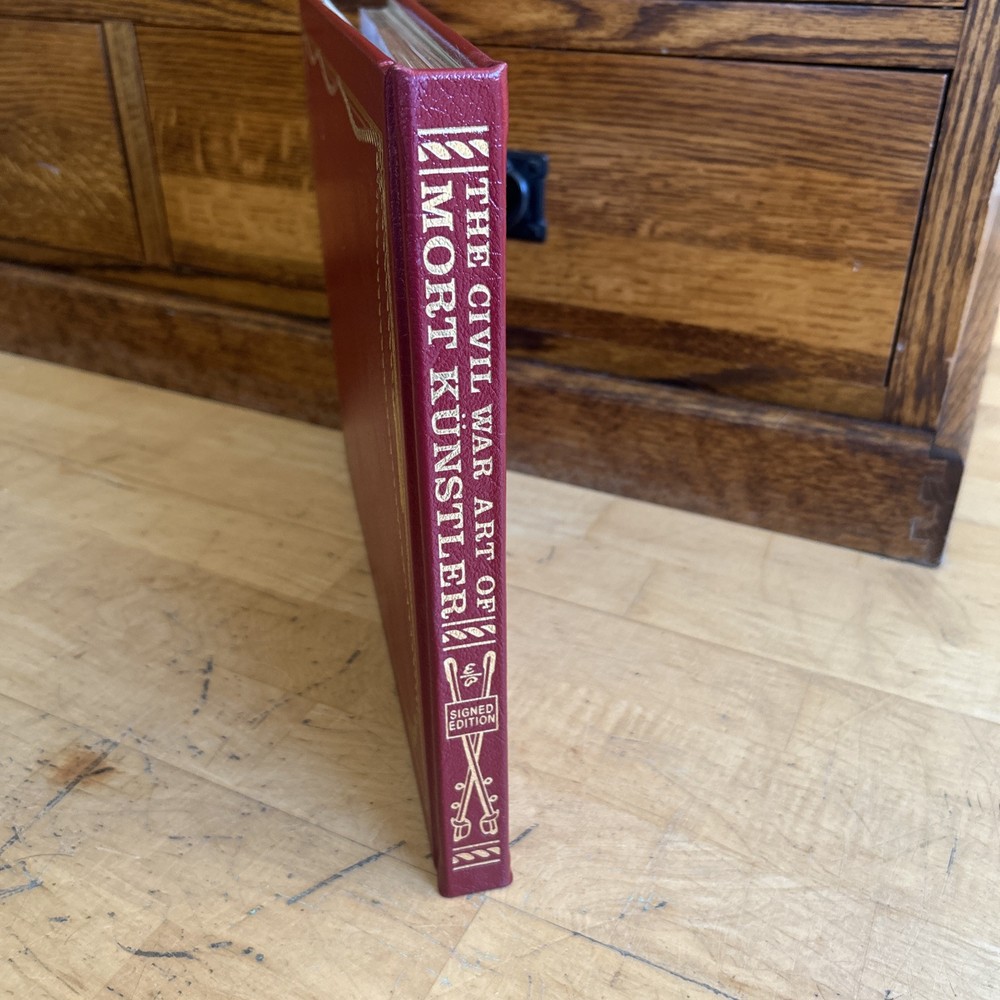 THE CIVIL WAR ART OF
MORT KÜNSTLER
SIGNED
EDITION